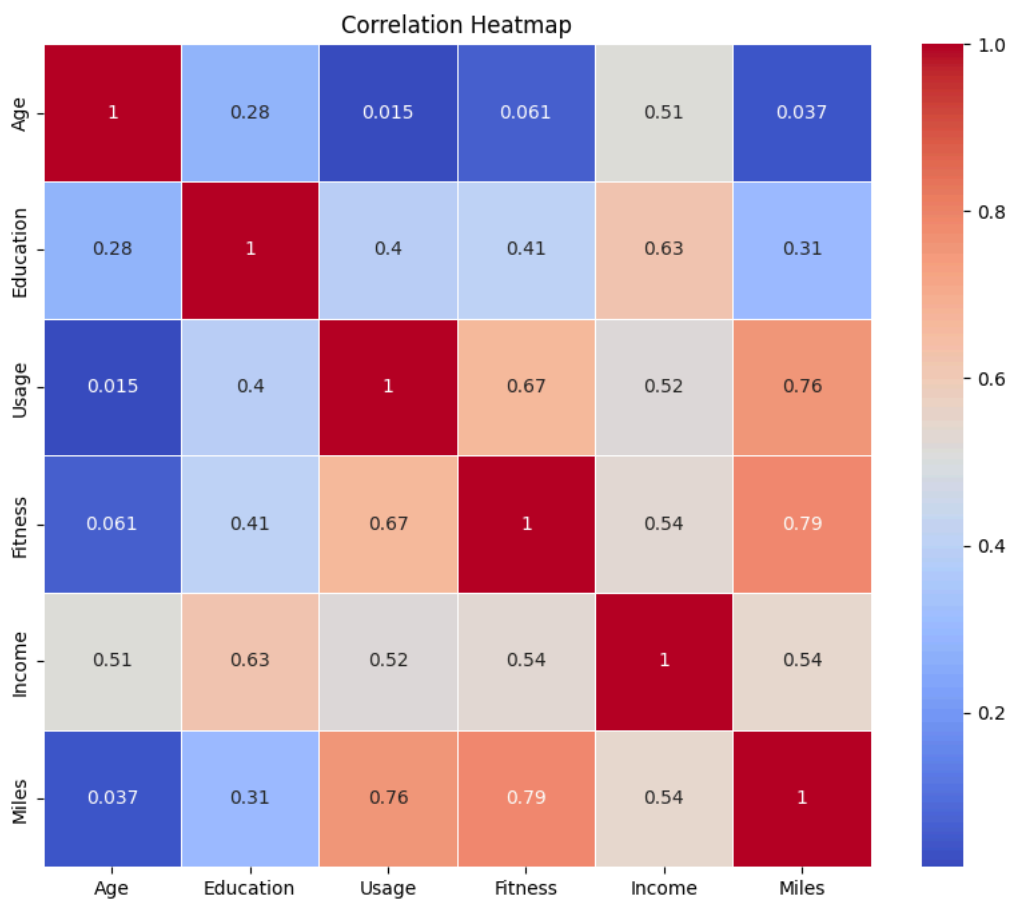 Correlation Heatmap
Age 1 0.28 0.015 0.061 0.51 0.037
Education 0.28 1 0.4 0.41 0.63 0.31
Usage 0.015 0.4 1 0.67 0.52 0.76
Fitness 0.061 0.41 0.67 1 0.54 0.79
Income 0.51 0.63 0.52 0.54 1 0.54
Miles 0.037 0.31 0.76 0.79 0.54 1
Age Education Usage Fitness Income Miles
1.0
0.8
0.6
0.4
0.2